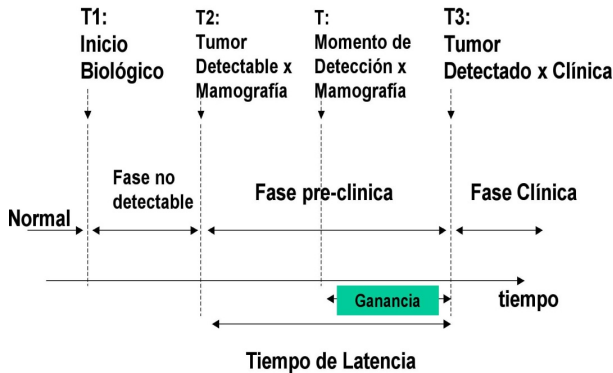 T1:
Inicio
Biológico
T2:
Tumor
Detectable x
Mamografía
T:
Momento de
Detección x
Mamografía
T3:
Tumor
Detectado x Clínica
Fase no
detectable
Fase pre-clinica
Fase Clínica
Normal
Ganancia
tiempo
Tiempo de Latencia